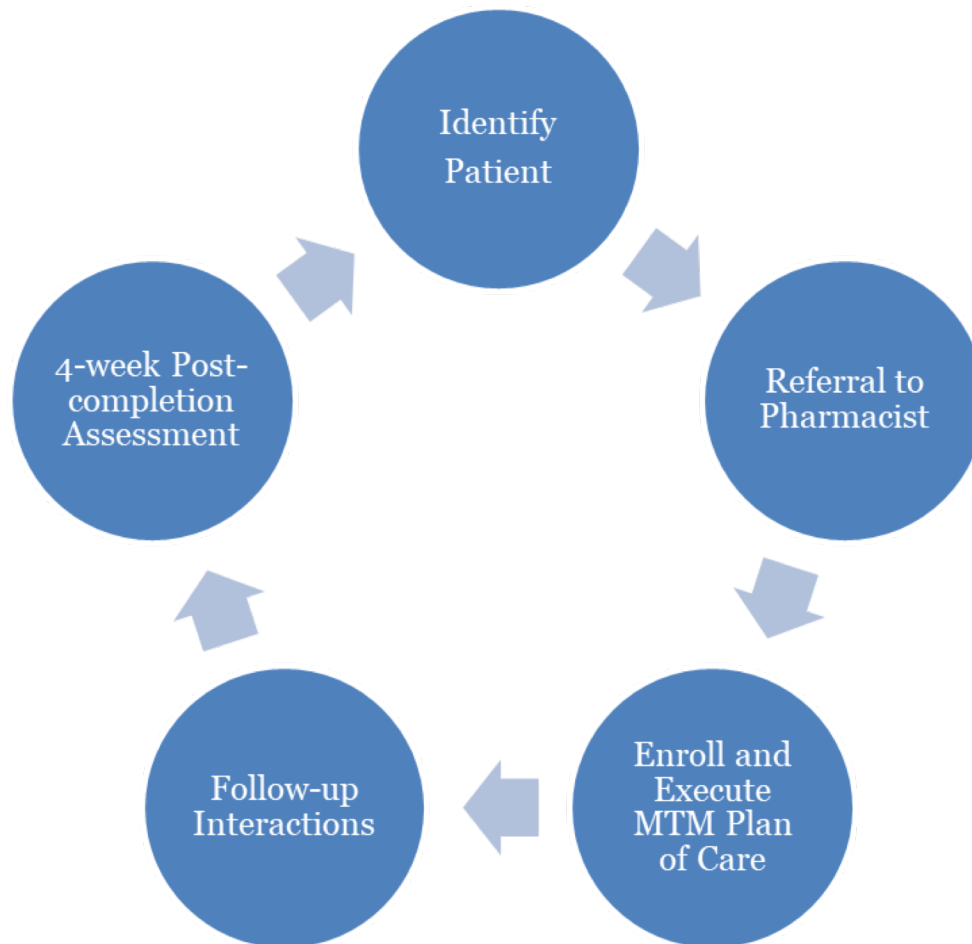 Identify
Patient
Referral to
Pharmacist
Enroll and
Execute
MTM Plan
of Care
Follow-up
Interactions
4-week Post-
completion
Assessment